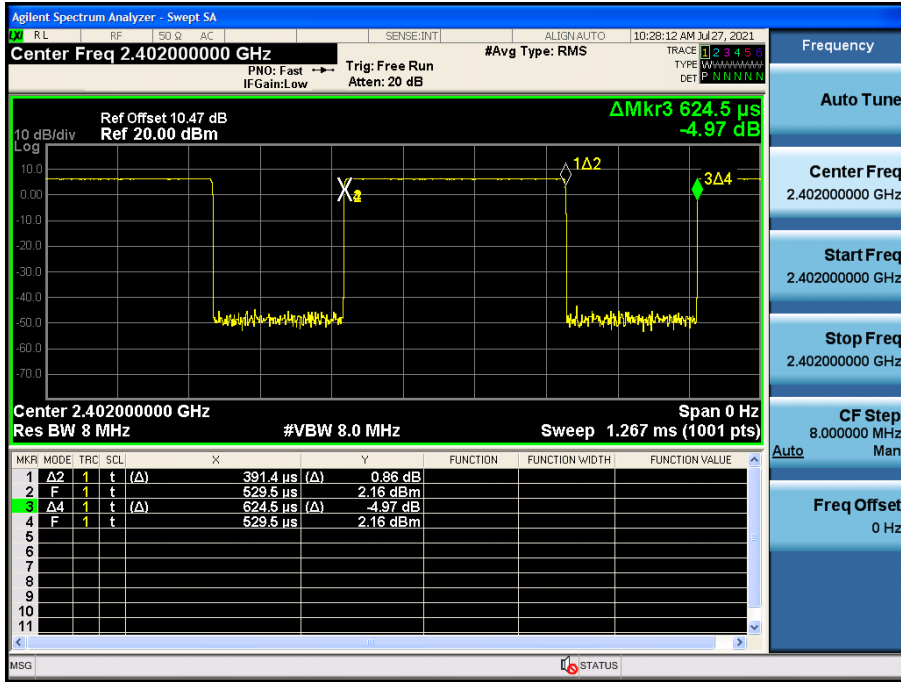 Agilent Spectrum Analyzer - Swept SA
LXI RL RF 50 Ω AC SENSE:INT ALIGN AUTO 10:28:12 AM Jul 27, 2021
Center Freq 2.402000000 GHz #Avg Type: RMS TRACE 1 2 3 4 5 6
PNO: Fast Trig: Free Run TYPE WWWWWW
IFGain:Low Atten: 20 dB DET P N N N N N
Frequency
Auto Tune
Center Freq
2.402000000 GHz
Start Freq
2.402000000 GHz
Stop Freq
2.402000000 GHz
CF Step
8.000000 MHz
Auto Man
Freq Offset
0 Hz
Ref Offset 10.47 dB ΔMkr3 624.5 µs
10 dB/div Ref 20.00 dBm -4.97 dB
Log
10.0
0.00
-10.0
-20.0
-30.0
-40.0
-50.0
-60.0
-70.0
1Δ2
3Δ4
Center 2.402000000 GHz Span 0 Hz
Res BW 8 MHz #VBW 8.0 MHz Sweep 1.267 ms (1001 pts)
MKR MODE TRC SCL X Y FUNCTION FUNCTION WIDTH FUNCTION VALUE
1 Δ2 1 t (Δ) 391.4 µs (Δ) 0.86 dB
2 F 1 t 529.5 µs 2.16 dBm
3 Δ4 1 t (Δ) 624.5 µs (Δ) -4.97 dB
4 F 1 t 529.5 µs 2.16 dBm
5
6
7
8
9
10
11
MSG STATUS